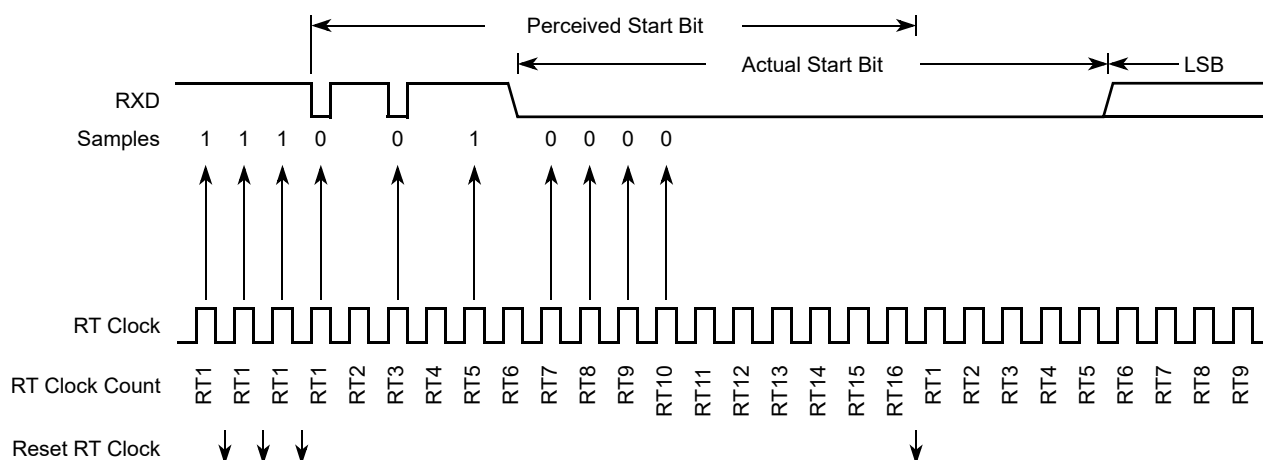 Perceived Start Bit
Actual Start Bit LSB
RXD
Samples 1 1 1 0 0 1 0 0 0 0
RT Clock
RT Clock Count RT1 RT1 RT1 RT1 RT2 RT3 RT4 RT5 RT6 RT7 RT8 RT9 RT10 RT11 RT12 RT13 RT14 RT15 RT16 RT1 RT2 RT3 RT4 RT5 RT6 RT7 RT8 RT9
Reset RT Clock